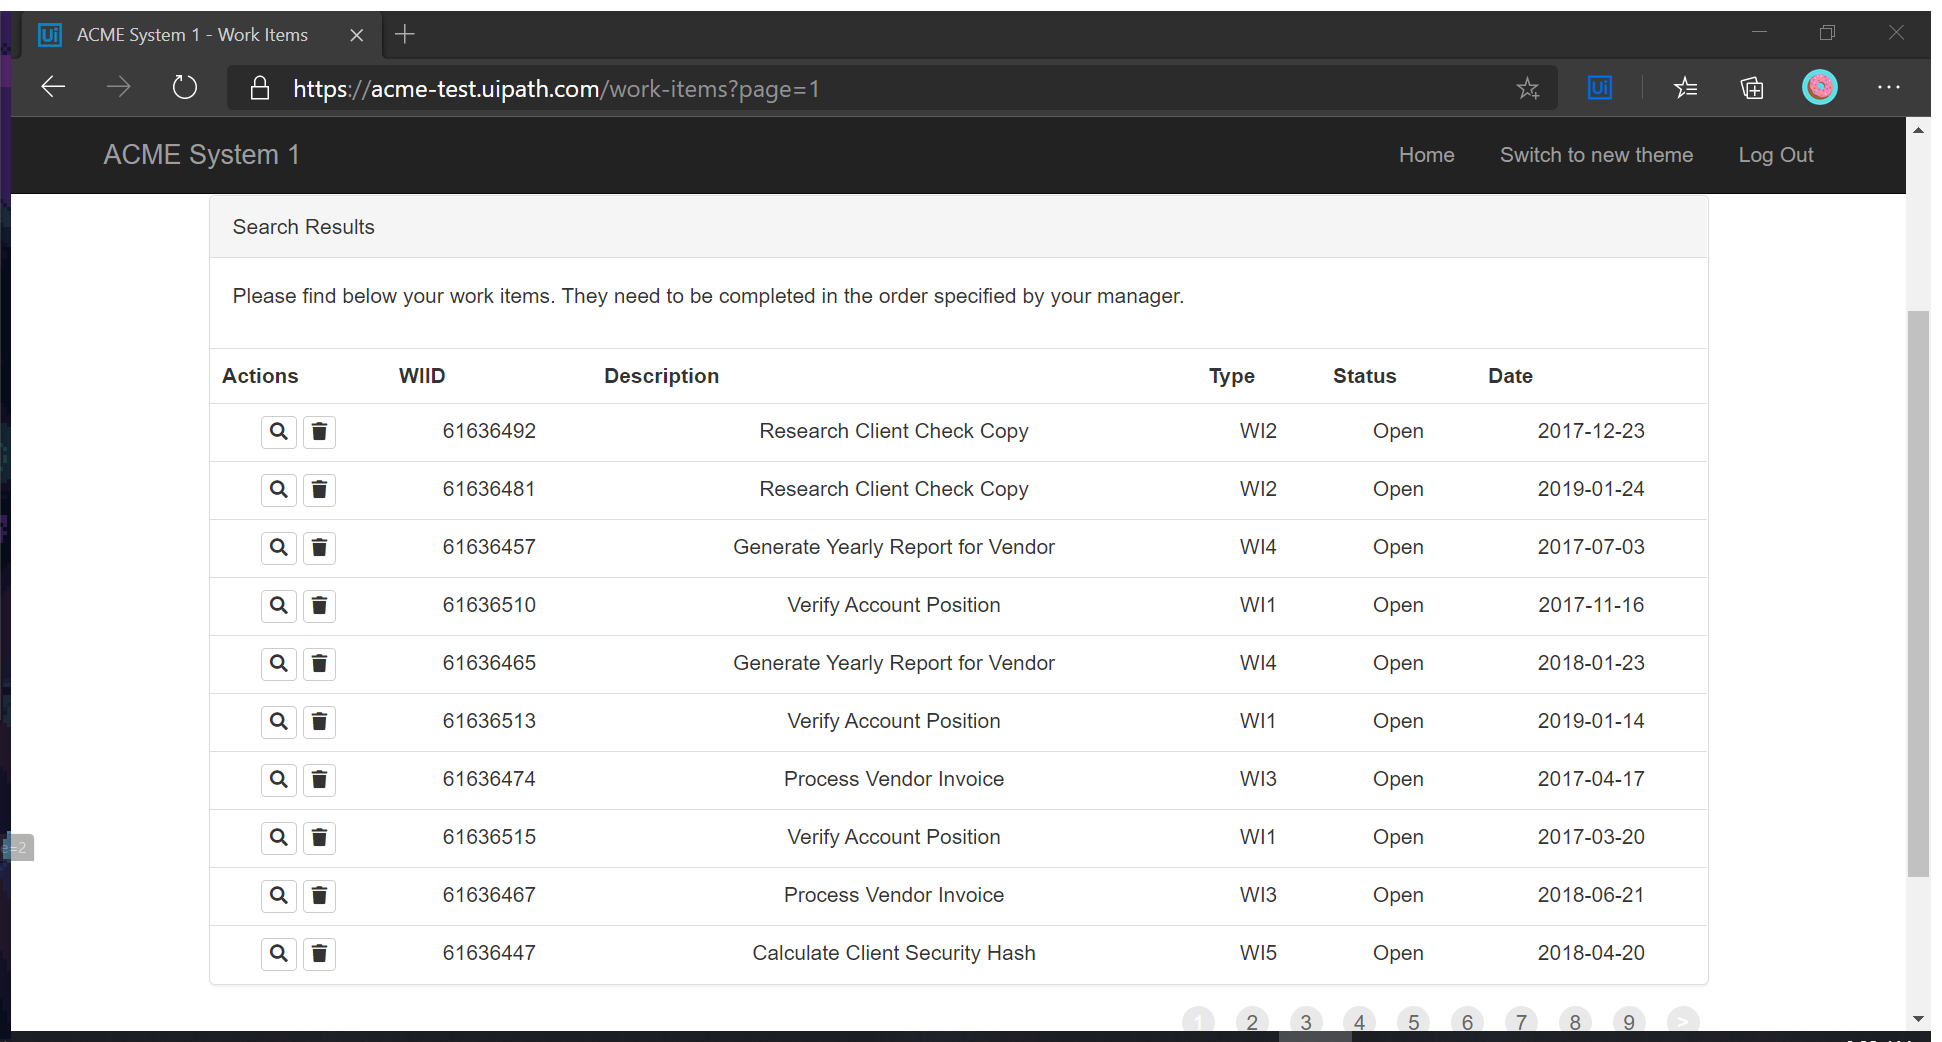 Ui ACME System 1 - Work Items
https://acme-test.uipath.com/work-items?page=1 Ui
ACME System 1 Home Switch to new theme Log Out
Search Results
Please find below your work items. They need to be completed in the order specified by your manager.
Actions WIID Description Type Status Date
61636492 Research Client Check Copy WI2 Open 2017-12-23
61636481 Research Client Check Copy WI2 Open 2019-01-24
61636457 Generate Yearly Report for Vendor WI4 Open 2017-07-03
61636510 Verify Account Position WI1 Open 2017-11-16
61636465 Generate Yearly Report for Vendor WI4 Open 2018-01-23
61636513 Verify Account Position WI1 Open 2019-01-14
61636474 Process Vendor Invoice WI3 Open 2017-04-17
61636515 Verify Account Position WI1 Open 2017-03-20
e=2
61636467 Process Vendor Invoice WI3 Open 2018-06-21
61636447 Calculate Client Security Hash WI5 Open 2018-04-20
1 2 3 4 5 6 7 8 9 >